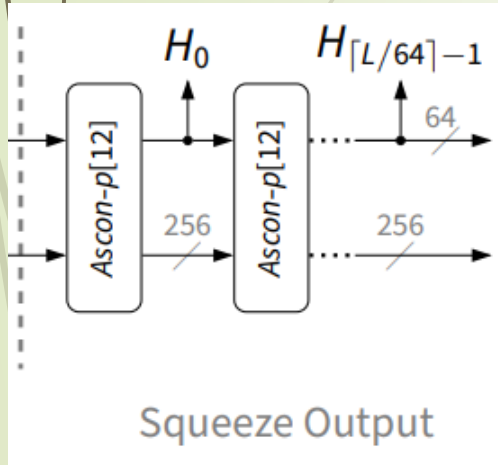 H₀ H⌈L/64⌉−1
64
Ascon-p[12] Ascon-p[12]
256 256
Squeeze Output